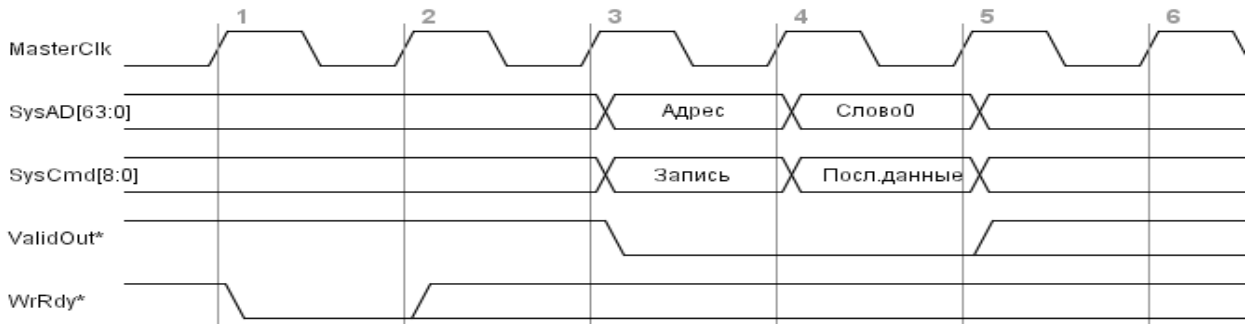 1 2 3 4 5 6
MasterClk
SysAD[63:0] Адрес Слово0
SysCmd[8:0] Запись Посл.данные
ValidOut*
WrRdy*